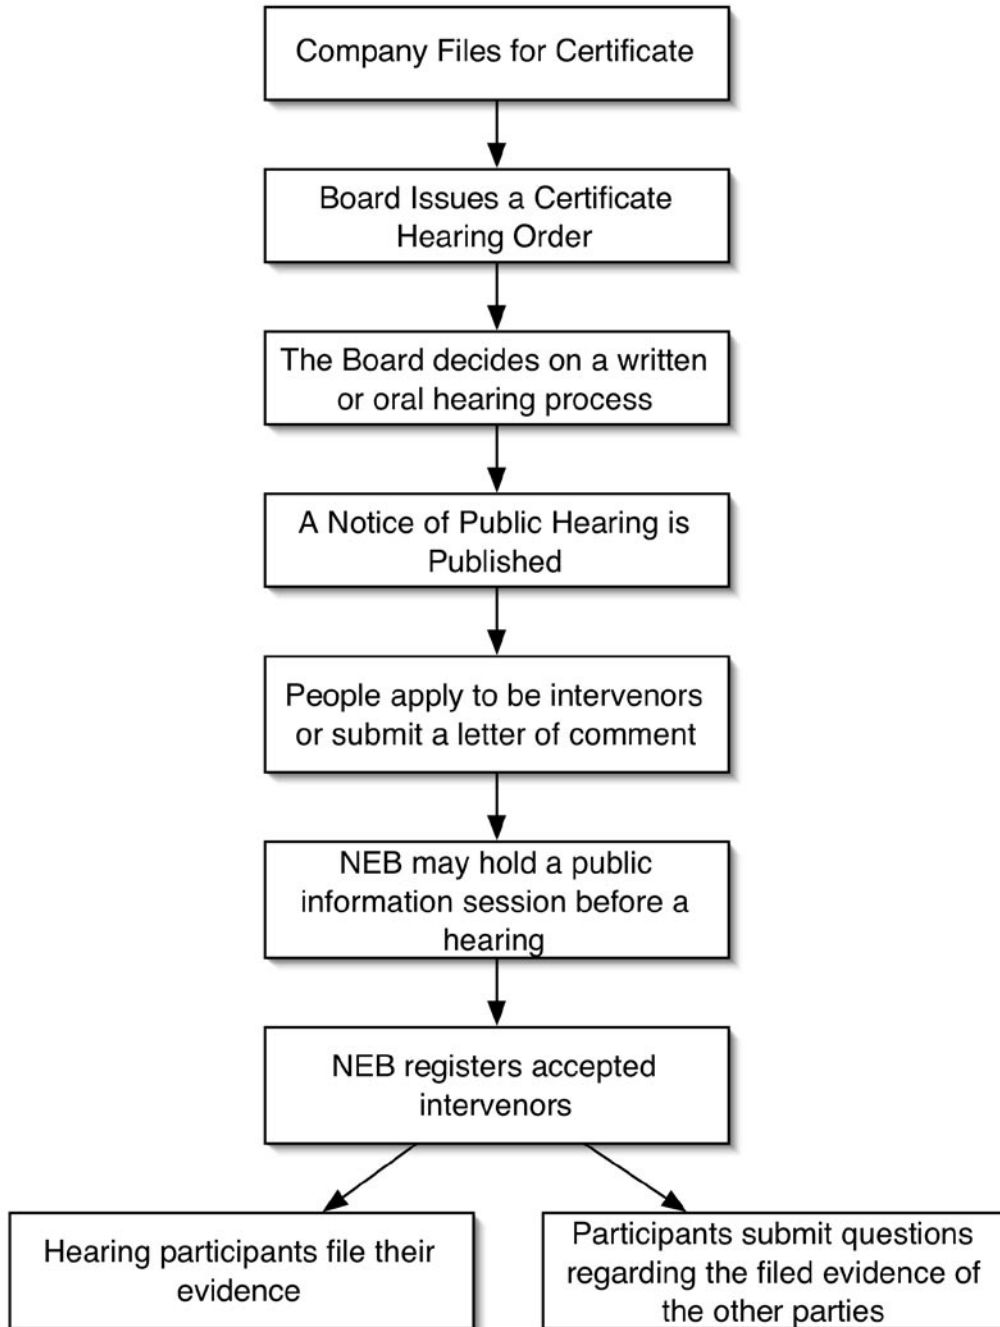 Company Files for Certificate
Board Issues a Certificate
Hearing Order
The Board decides on a written
or oral hearing process
A Notice of Public Hearing is
Published
People apply to be intervenors
or submit a letter of comment
NEB may hold a public
information session before a
hearing
NEB registers accepted
intervenors
Hearing participants file their
evidence
Participants submit questions
regarding the filed evidence of
the other parties